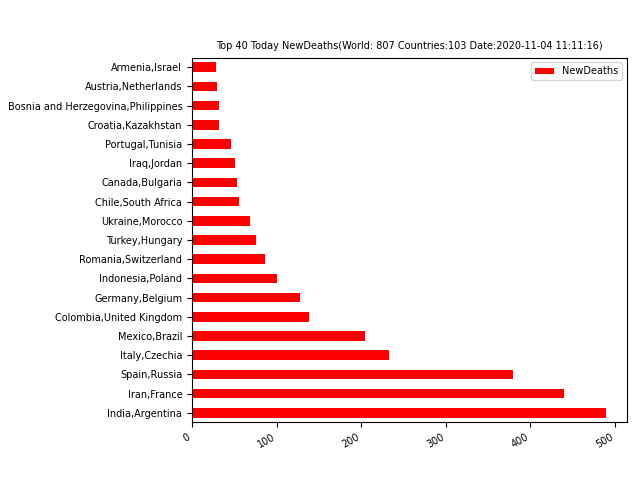 Top 40 Today NewDeaths(World: 807 Countries:103 Date:2020-11-04 11:11:16)
NewDeaths
Armenia,Israel
Austria,Netherlands
Bosnia and Herzegovina,Philippines
Croatia,Kazakhstan
Portugal,Tunisia
Iraq,Jordan
Canada,Bulgaria
Chile,South Africa
Ukraine,Morocco
Turkey,Hungary
Romania,Switzerland
Indonesia,Poland
Germany,Belgium
Colombia,United Kingdom
Mexico,Brazil
Italy,Czechia
Spain,Russia
Iran,France
India,Argentina
0 100 200 300 400 500